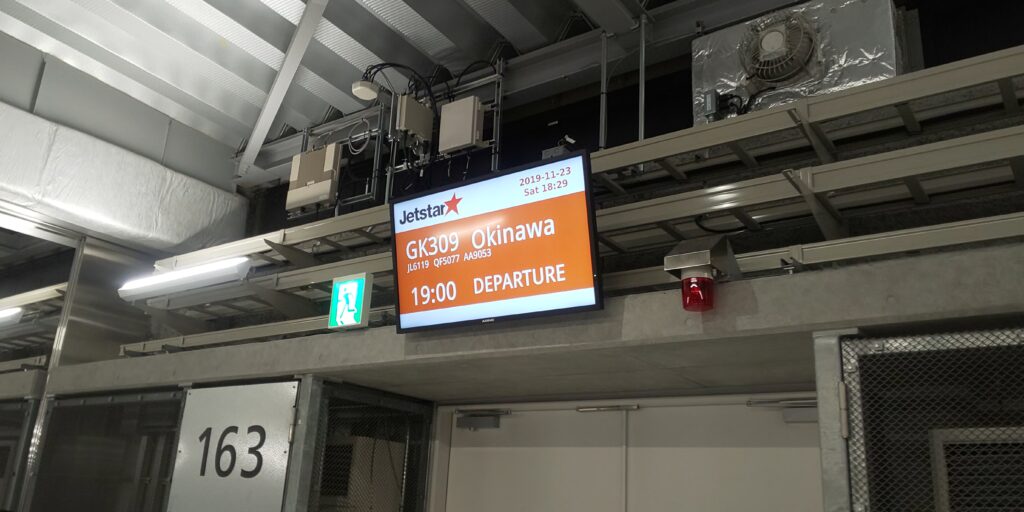 Jetstar
2019-11-23
Sat 18:29
GK309 Okinawa
JL6119 QF5077 AA9053
19:00 DEPARTURE
163